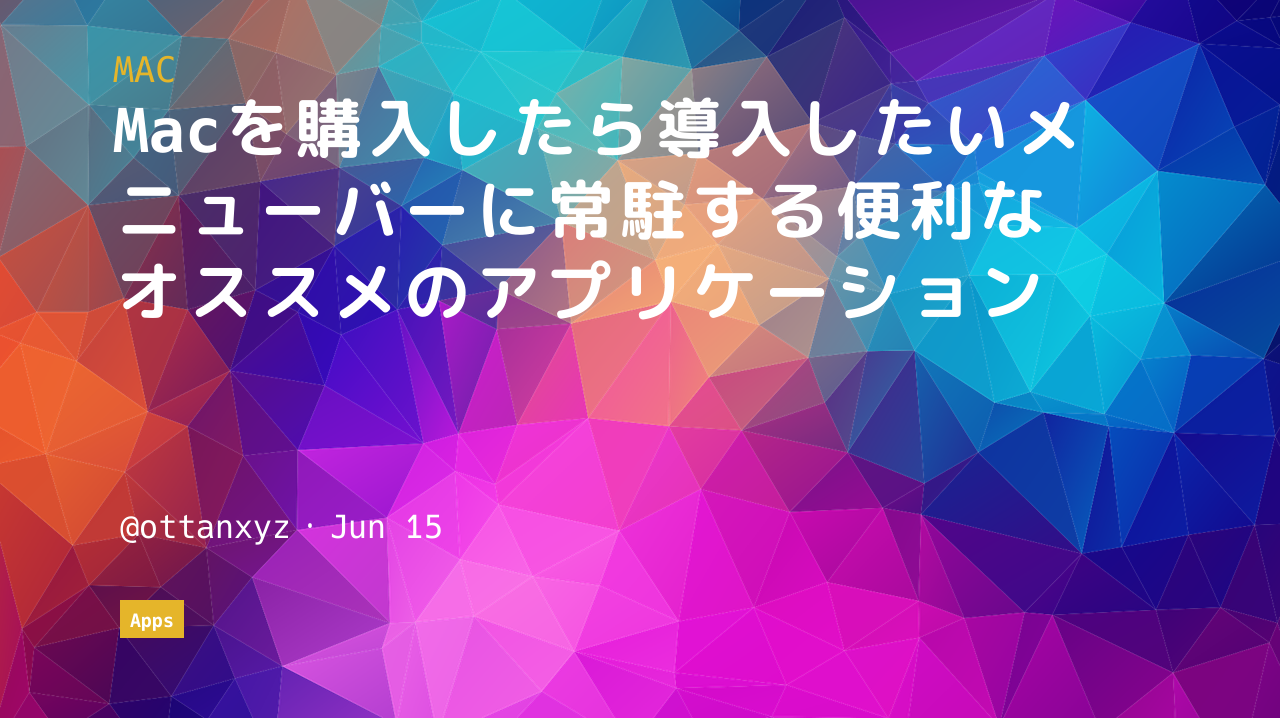 MAC
Macを購入したら導入したいメ
ニューバーに常駐する便利な
オススメのアプリケーション
@ottanxyz · Jun 15
Apps